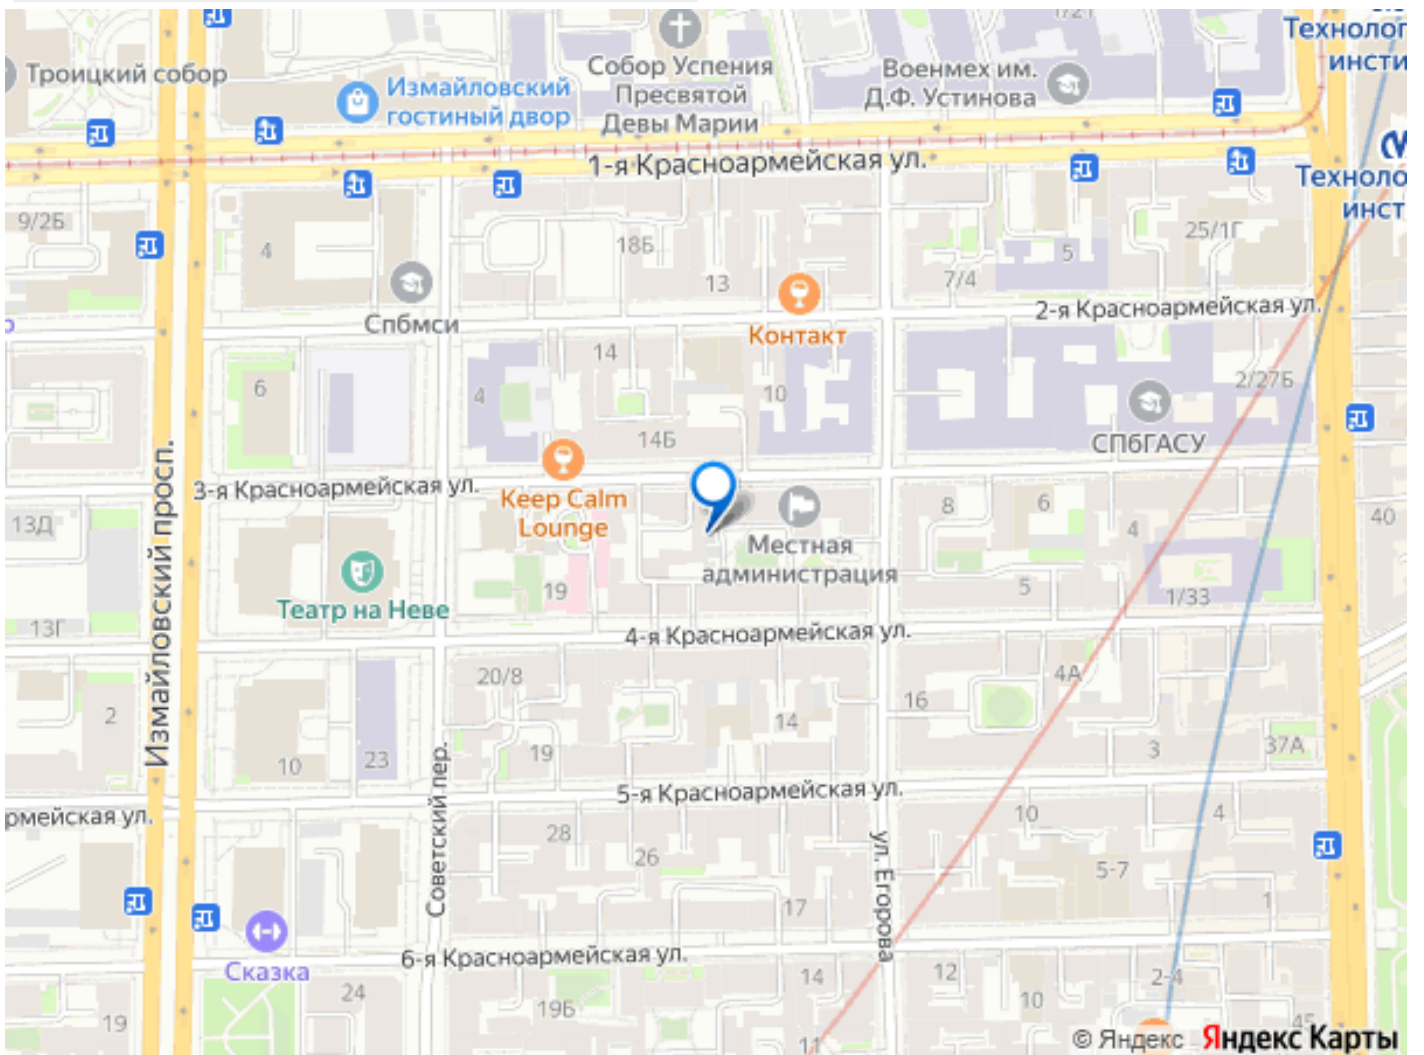 1/21
Технолог
инсти
Троицкий собор
Измайловский
гостиный двор
Собор Успения
Пресвятой
Девы Марии
Военмех им.
Д.Ф. Устинова
1-я Красноармейская ул.
Техноло
инст
9/2Б
4
18Б
13
5
25/1Г
7/4
Спбмси
Контакт
2-я Красноармейская ул.
6
4
14
10
2/27Б
14Б
СПбГАСУ
3-я Красноармейская ул.
Keep Calm
Lounge
13Д
Измайловский просп.
Местная
администрация
8
6
4
40
Театр на Неве
19
5
1/33
13Г
4-я Красноармейская ул.
20/8
4А
16
2
14
10
23
19
3
37А
Советский пер.
5-я Красноармейская ул.
рмейская ул.
28
26
10
4
ул. Егорова
5-7
17
1
Сказка
6-я Красноармейская ул.
24
19Б
14
12
10
2-4
19
11
45
© Яндекс
Яндекс Карты